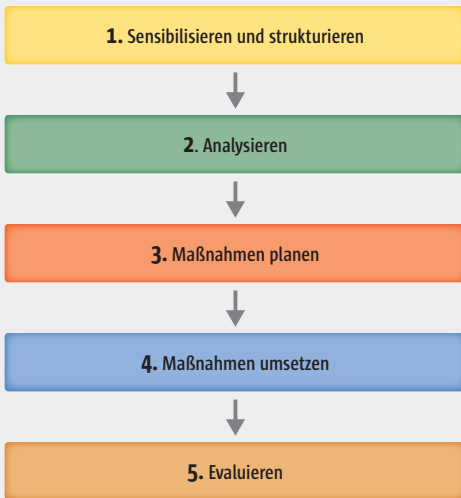 1. Sensibilisieren und strukturieren
2. Analysieren
3. Maßnahmen planen
4. Maßnahmen umsetzen
5. Evaluieren